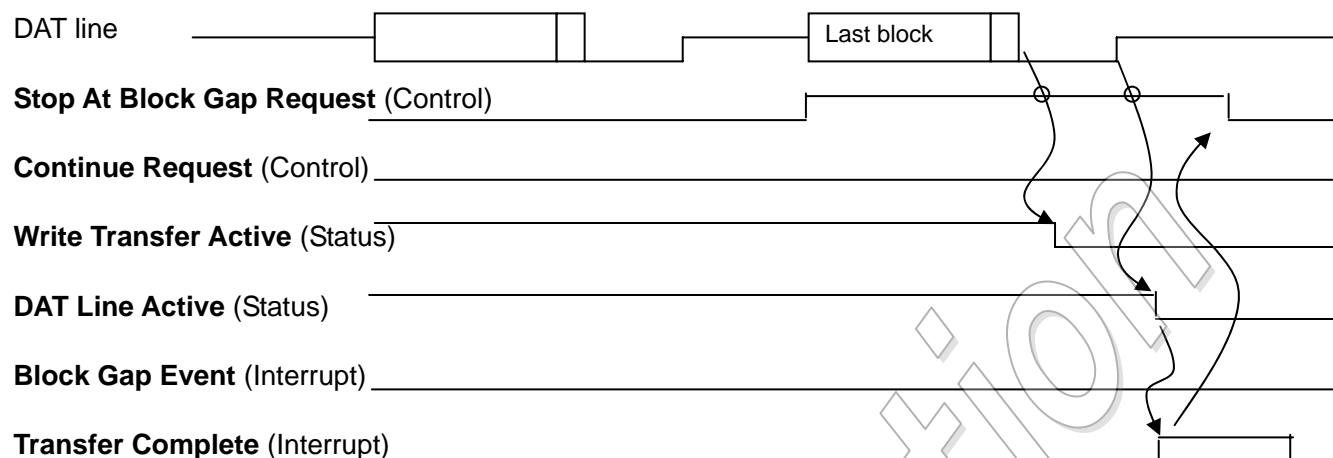 DAT line
Last block
Stop At Block Gap Request (Control)
Continue Request (Control)
Write Transfer Active (Status)
DAT Line Active (Status)
Block Gap Event (Interrupt)
Transfer Complete (Interrupt)